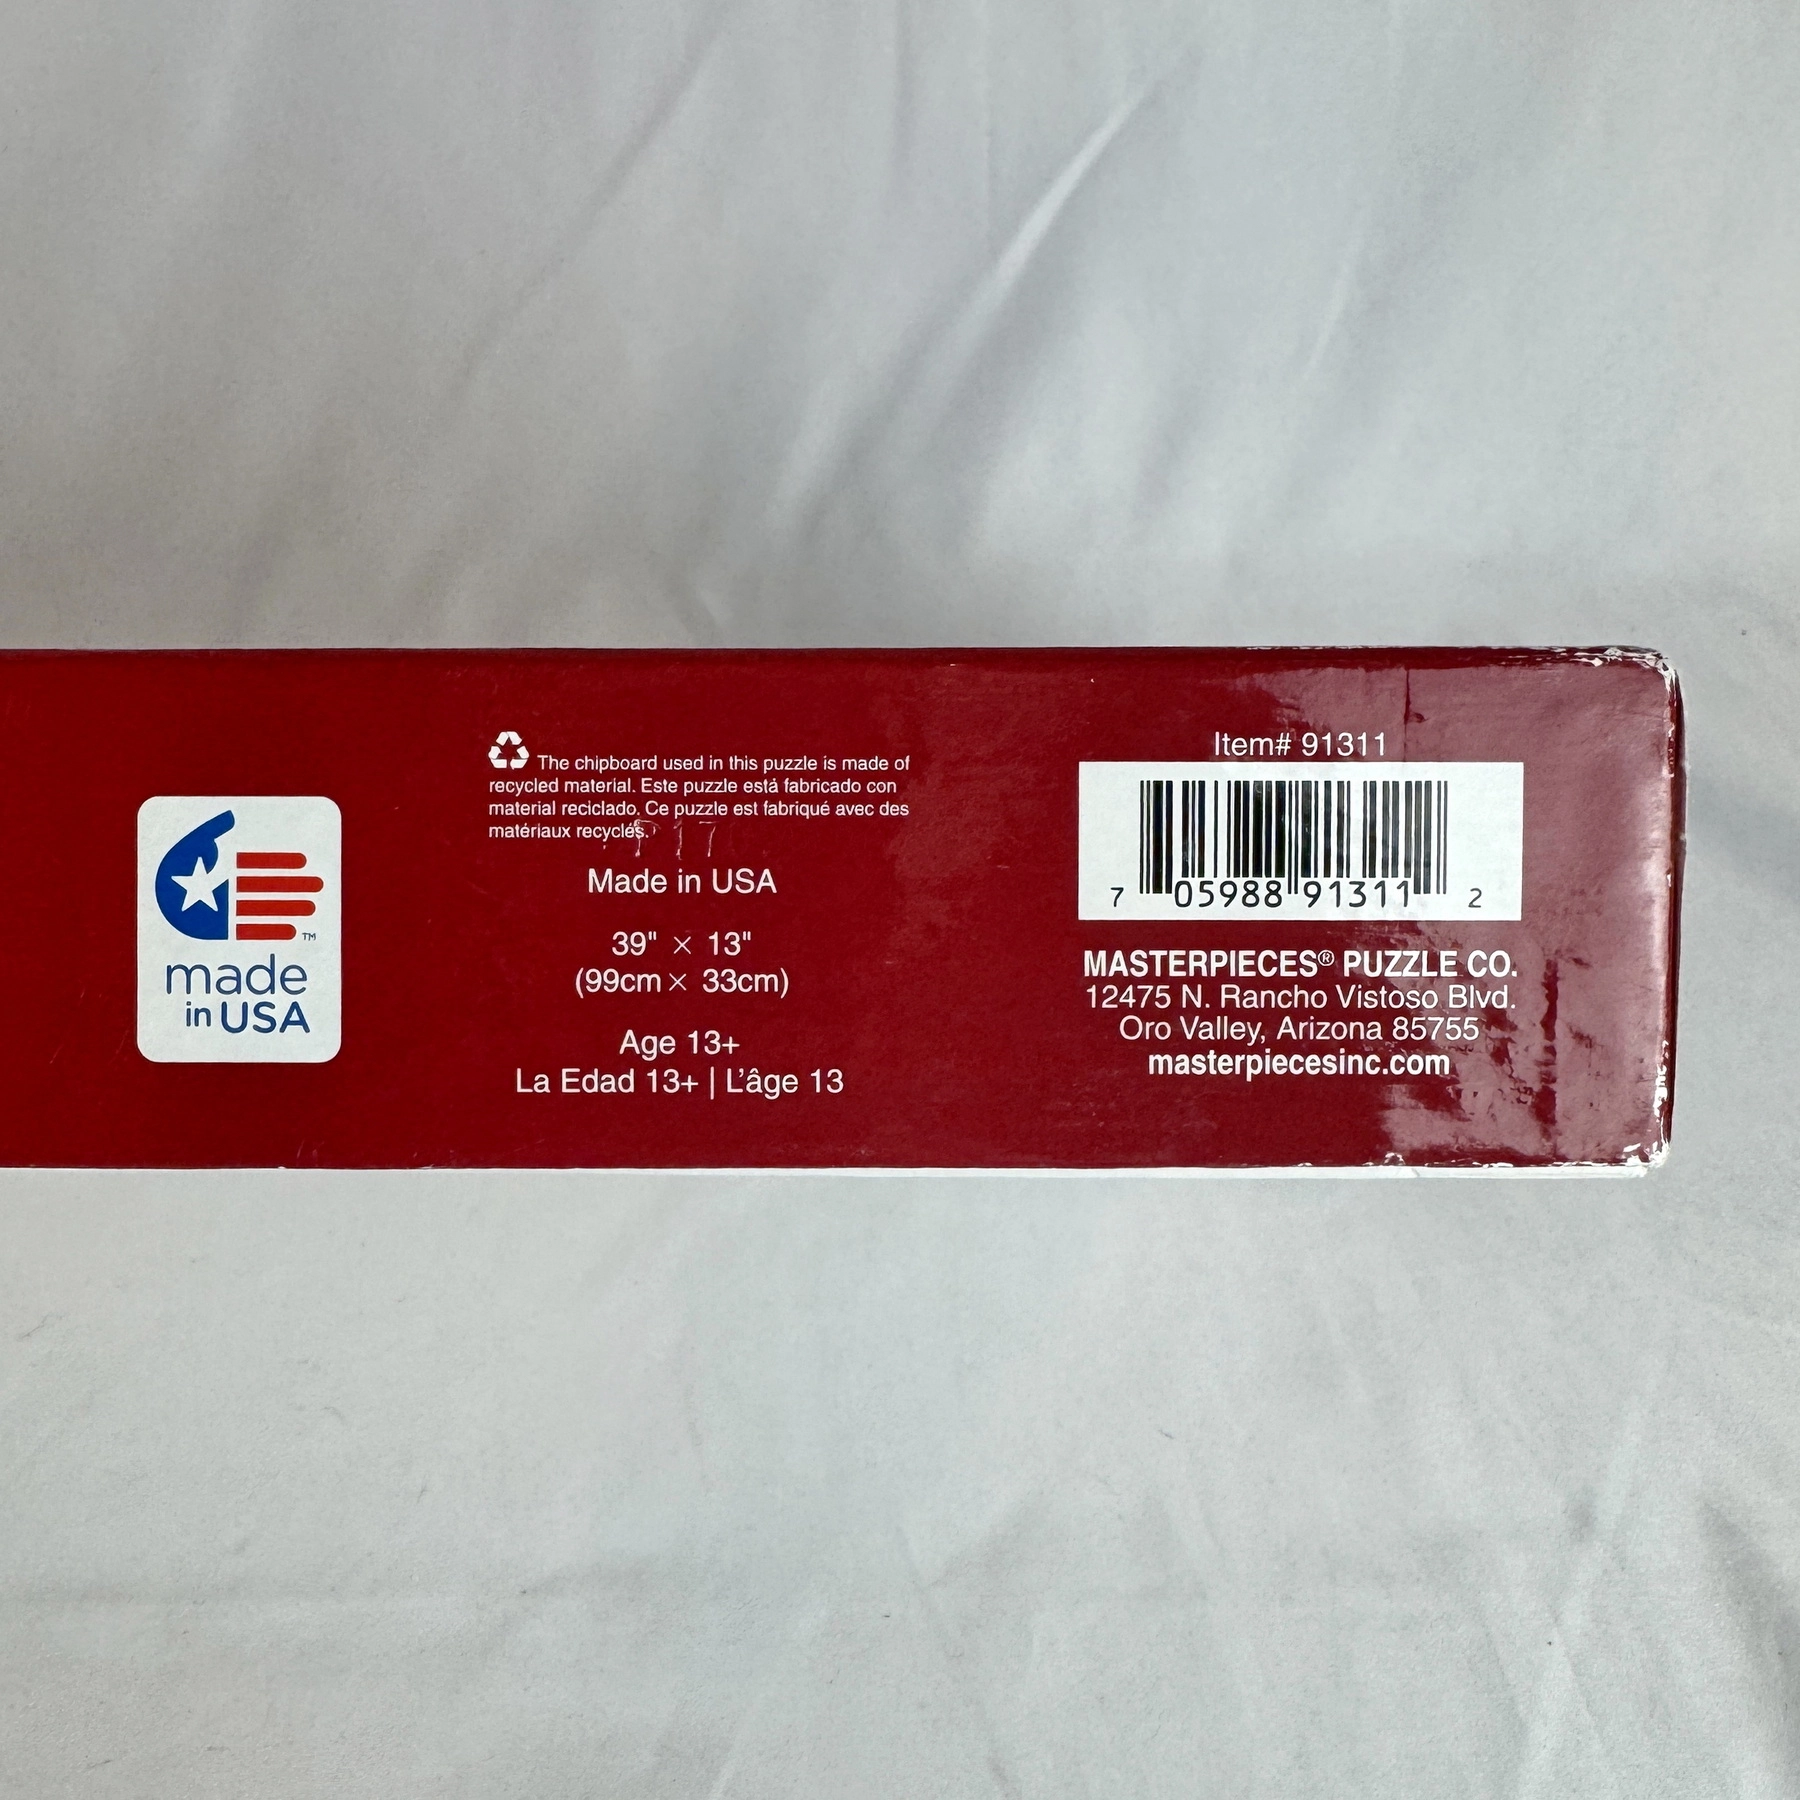 The chipboard used in this puzzle is made of
recycled material. Este puzzle está fabricado con
material reciclado. Ce puzzle est fabriqué avec des
matériaux recyclés.
P17
Made in USA
39" × 13"
(99cm × 33cm)
Age 13+
La Edad 13+ | L'âge 13
TM
made
in USA
Item# 91311
7 05988 91311 2
MASTERPIECES® PUZZLE CO.
12475 N. Rancho Vistoso Blvd.
Oro Valley, Arizona 85755
masterpiecesinc.com